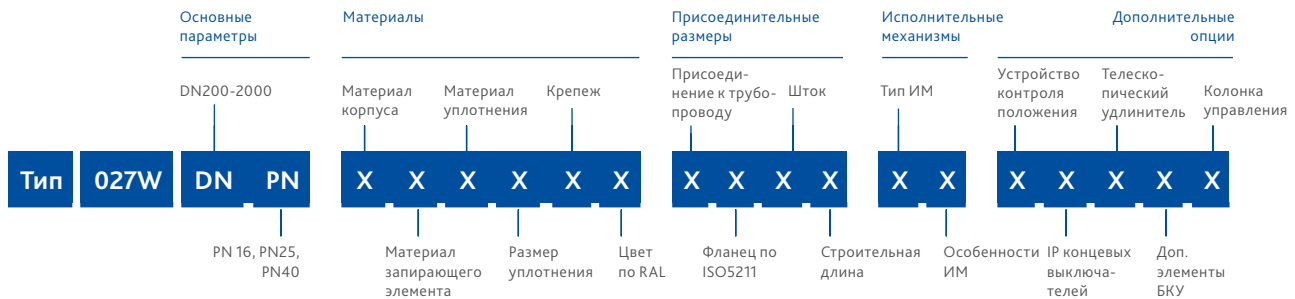 Основные
параметры
Материалы
Присоединительные
размеры
Исполнительные
механизмы
Дополнительные
опции
DN200-2000
Материал
корпуса
Материал
уплотнения
Крепеж
Присоеди-
нение к трубо-
проводу
Шток
Тип ИМ
Устройство
контроля
положения
Телеско-
пический
удлинитель
Колонка
управления
Тип 027W DN PN X X X X X X X X X X X X X X X X X
PN 16, PN25,
PN40
Материал
запирающего
элемента
Размер
уплотнения
Цвет
по RAL
Фланец по
ISO5211
Строительная
длина
Особенности
ИМ
IP концевых
выключа-
телей
Доп.
элементы
БКУ